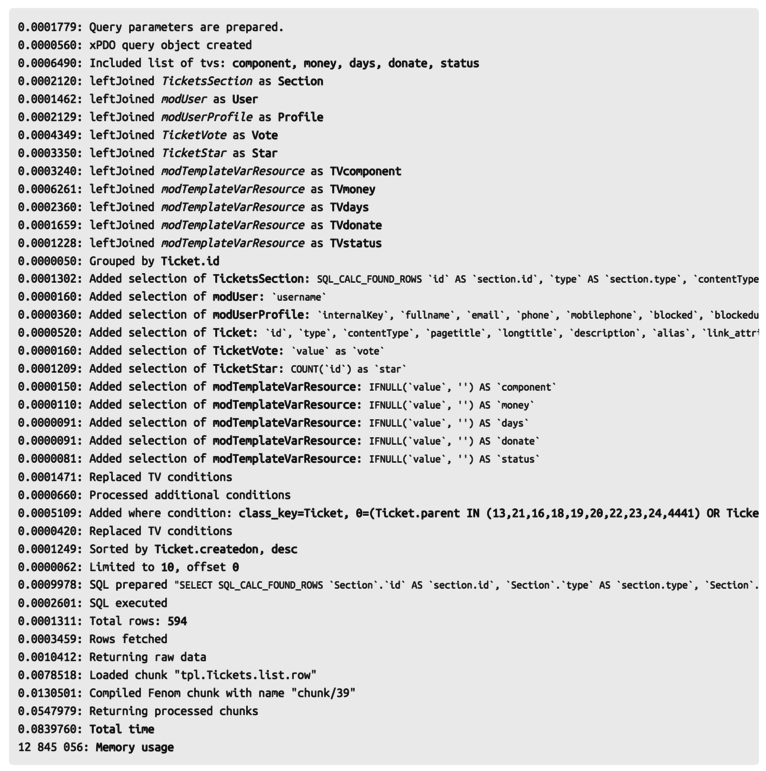 0.0001779: Query parameters are prepared.
0.0000560: xPDO query object created
0.0006490: Included list of tvs: component, money, days, donate, status
0.0002120: leftJoined TicketsSection as Section
0.0001462: leftJoined modUser as User
0.0002129: leftJoined modUserProfile as Profile
0.0004349: leftJoined TicketVote as Vote
0.0003350: leftJoined TicketStar as Star
0.0003240: leftJoined modTemplateVarResource as TVcomponent
0.0006261: leftJoined modTemplateVarResource as TVmoney
0.0002360: leftJoined modTemplateVarResource as TVdays
0.0001659: leftJoined modTemplateVarResource as TVdonate
0.0001228: leftJoined modTemplateVarResource as TVstatus
0.0000050: Grouped by Ticket.id
0.0001302: Added selection of TicketsSection: SQL_CALC_FOUND_ROWS `id` AS `section.id`, `type` AS `section.type`, `contentType
0.0000160: Added selection of modUser: `username`
0.0000360: Added selection of modUserProfile: `internalKey`, `fullname`, `email`, `phone`, `mobilephone`, `blocked`, `blockedu
0.0000520: Added selection of Ticket: `id`, `type`, `contentType`, `pagetitle`, `longtitle`, `description`, `alias`, `link_attri
0.0000160: Added selection of TicketVote: `value` as `vote`
0.0001209: Added selection of TicketStar: COUNT(`id`) as `star`
0.0000150: Added selection of modTemplateVarResource: IFNULL(`value`, '') AS `component`
0.0000110: Added selection of modTemplateVarResource: IFNULL(`value`, '') AS `money`
0.0000091: Added selection of modTemplateVarResource: IFNULL(`value`, '') AS `days`
0.0000091: Added selection of modTemplateVarResource: IFNULL(`value`, '') AS `donate`
0.0000081: Added selection of modTemplateVarResource: IFNULL(`value`, '') AS `status`
0.0001471: Replaced TV conditions
0.0000660: Processed additional conditions
0.0005109: Added where condition: class_key=Ticket, 0=(Ticket.parent IN (13,21,16,18,19,20,22,23,24,4441) OR Ticke
0.0000420: Replaced TV conditions
0.0001249: Sorted by Ticket.createdon, desc
0.0000062: Limited to 10, offset 0
0.0009978: SQL prepared "SELECT SQL_CALC_FOUND_ROWS `Section`.`id` AS `section.id`, `Section`.`type` AS `section.type`, `Section`.
0.0002601: SQL executed
0.0001311: Total rows: 594
0.0003459: Rows fetched
0.0010412: Returning raw data
0.0078518: Loaded chunk "tpl.Tickets.list.row"
0.0130501: Compiled Fenom chunk with name "chunk/39"
0.0547979: Returning processed chunks
0.0839760: Total time
12 845 056: Memory usage